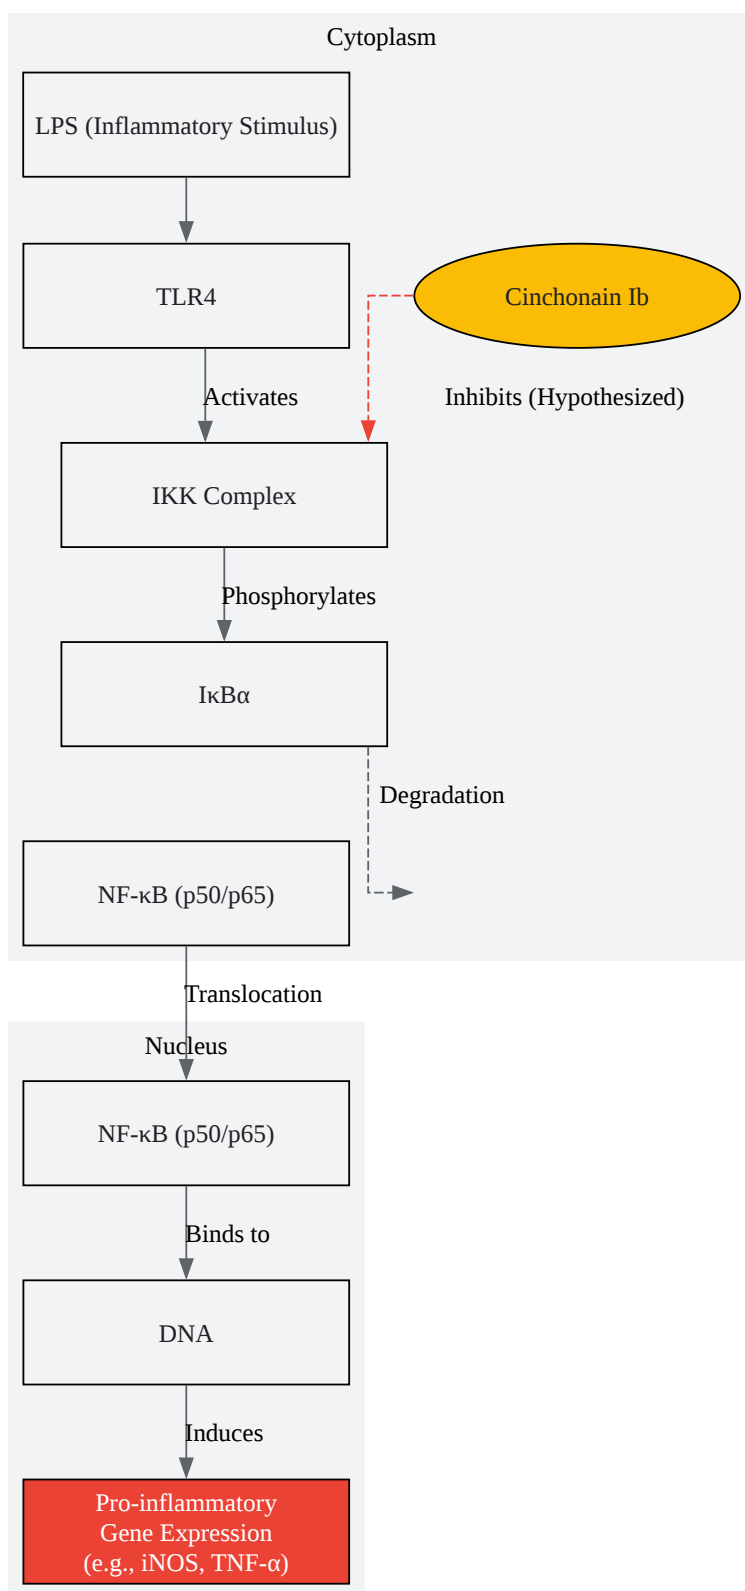 Cytoplasm
LPS (Inflammatory Stimulus)
TLR4
Cinchonain Ib
Activates
Inhibits (Hypothesized)
IKK Complex
Phosphorylates
IκBα
Degradation
NF-κB (p50/p65)
Translocation
Nucleus
NF-κB (p50/p65)
Binds to
DNA
Induces
Pro-inflammatory
Gene Expression
(e.g., iNOS, TNF-α)